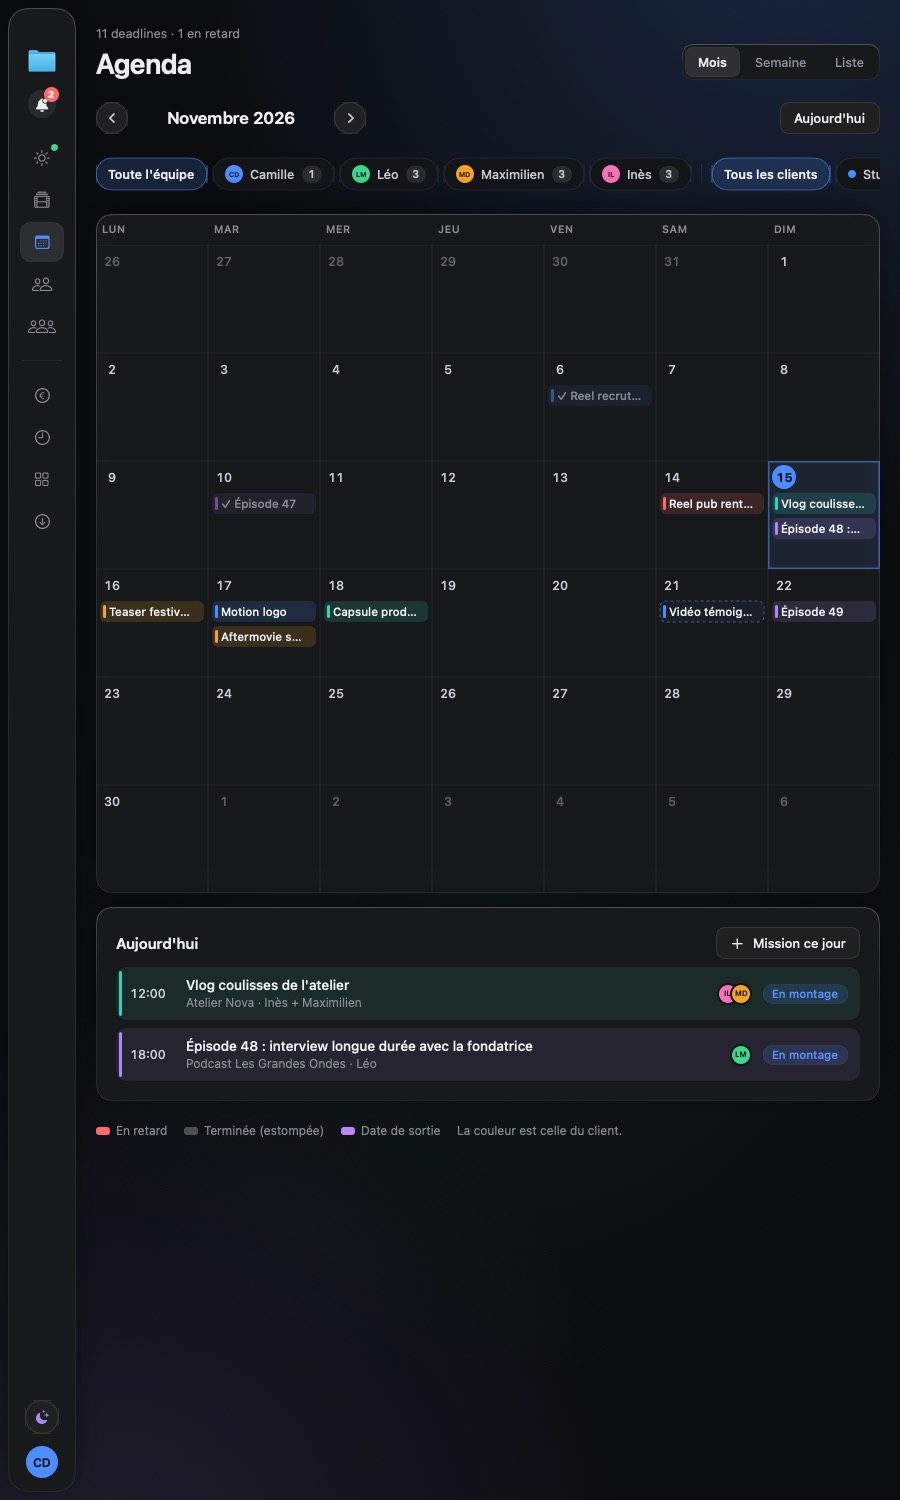 11 deadlines · 1 en retard
Agenda
Mois Semaine Liste
2
Novembre 2026
Aujourd'hui
Toute l'équipe CD Camille 1 LM Léo 3 MD Maximilien 3 IL Inès 3 Tous les clients Stu
LUN MAR MER JEU VEN SAM DIM
26 27 28 29 30 31 1
2 3 4 5 6 7 8
✓ Reel recrut...
9 10 11 12 13 14 15
✓ Épisode 47 Reel pub rent... Vlog coulisse...
Épisode 48 :...
16 17 18 19 20 21 22
Teaser festiv... Motion logo Capsule prod... Vidéo témoig... Épisode 49
Aftermovie s...
23 24 25 26 27 28 29
30 1 2 3 4 5 6
Aujourd'hui
+ Mission ce jour
12:00 Vlog coulisses de l'atelier
Atelier Nova · Inès + Maximilien
IL MD En montage
18:00 Épisode 48 : interview longue durée avec la fondatrice
Podcast Les Grandes Ondes · Léo
LM En montage
En retard Terminée (estompée) Date de sortie La couleur est celle du client.
CD